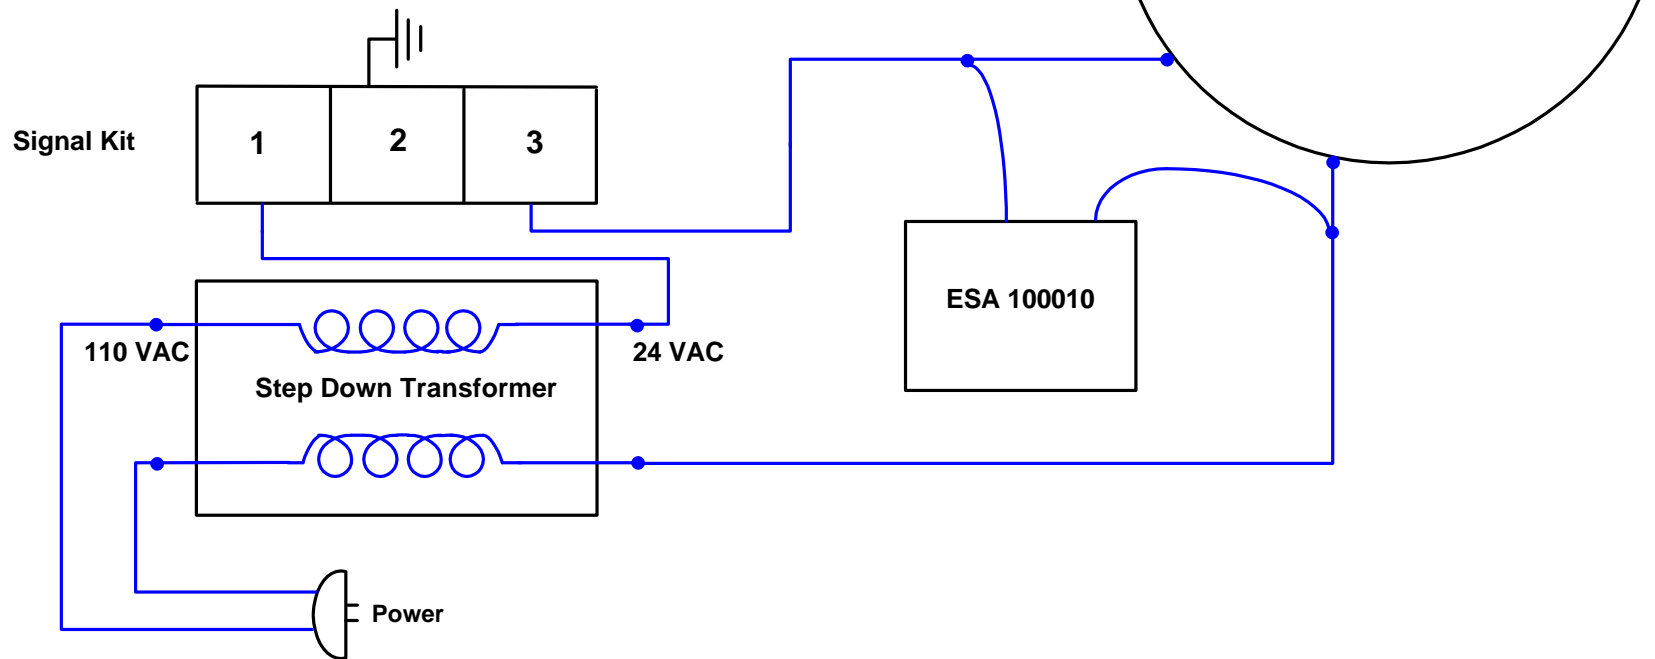 Signal Kit
1
2
3
ESA 100010
110 VAC
24 VAC
Step Down Transformer
Power